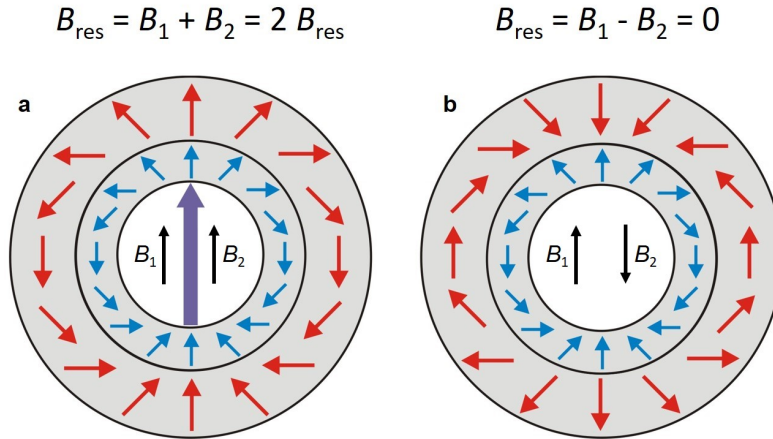 Bres = B1 + B2 = 2 Bres
Bres = B1 - B2 = 0
a
b
B1
B2
B1
B2